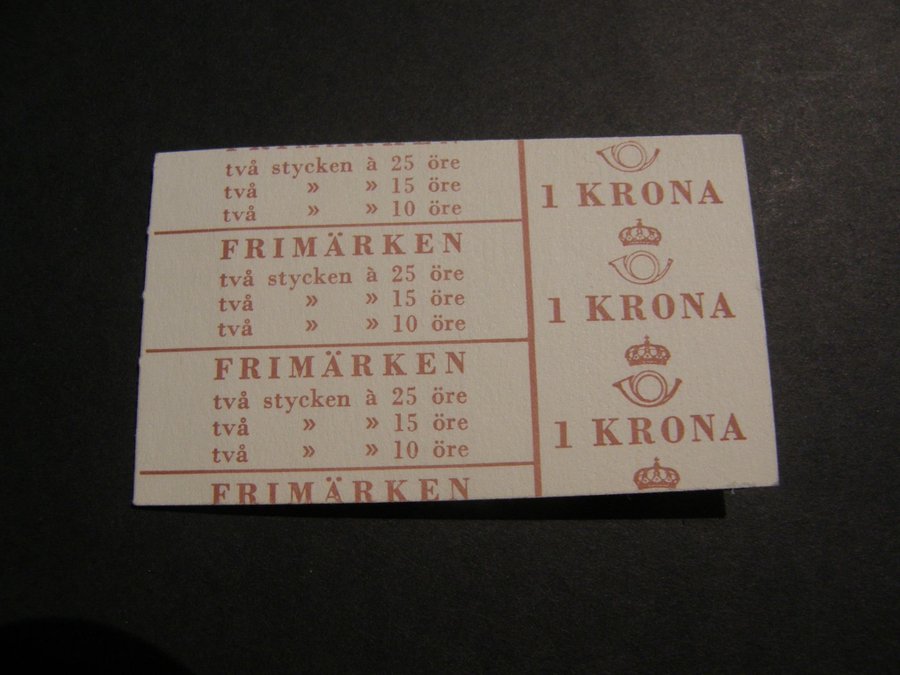 FRIMÄRKEN
två stycken à 25 öre
två » » 15 öre
två » » 10 öre
FRIMÄRKEN
två stycken à 25 öre
två » » 15 öre
två » » 10 öre
FRIMÄRKEN
två stycken à 25 öre
två » » 15 öre
två » » 10 öre
FRIMÄRKEN
1 KRONA
1 KRONA
1 KRONA